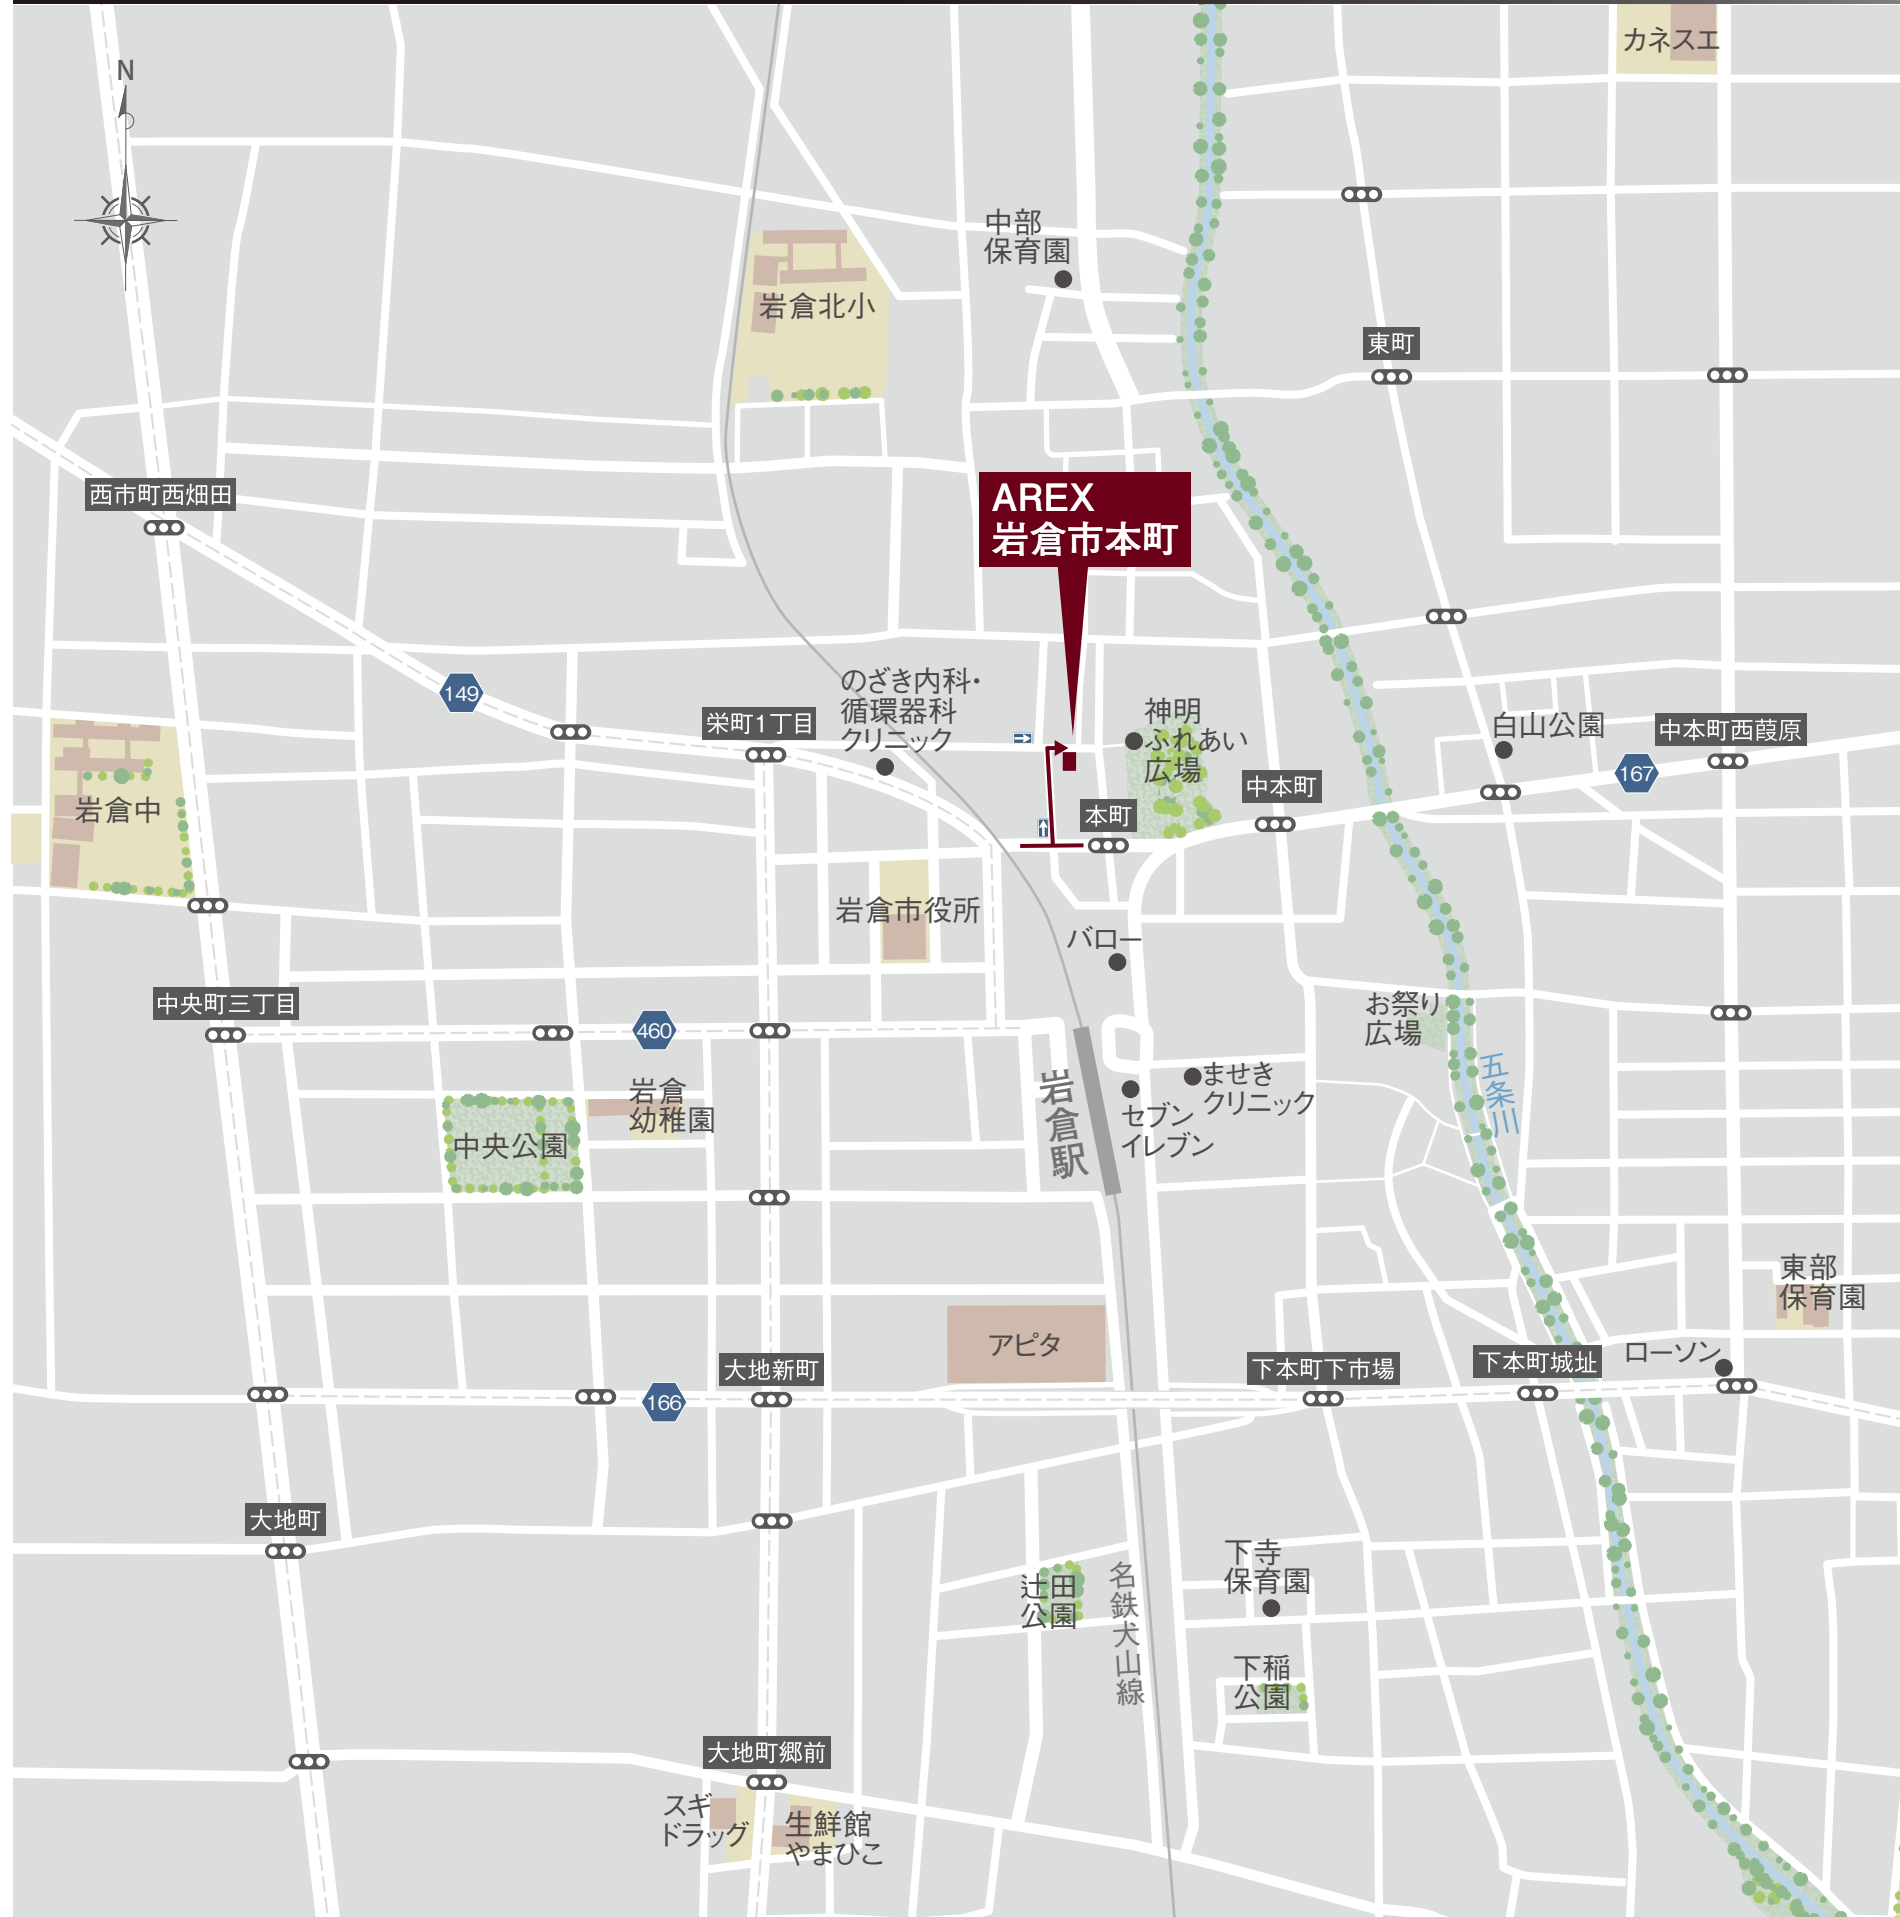 カネスエ
N
中部
保育園
岩倉北小
東町
西市町西畑田
AREX
岩倉市本町
149
のざき内科・
循環器科
クリニック
栄町1丁目
神明
ふれあい
広場
白山公園
中本町西葭原
167
中本町
本町
岩倉中
岩倉市役所
バロー
中央町三丁目
460
お祭り
広場
五条川
岩倉駅
ませき
クリニック
セブン
イレブン
岩倉
幼稚園
中央公園
東部
保育園
アピタ
ローソン
大地新町
下本町下市場
下本町城址
166
大地町
下寺
保育園
辻田
公園
名鉄犬山線
下稲
公園
大地町郷前
スギ
ドラッグ
生鮮館
やまひこ